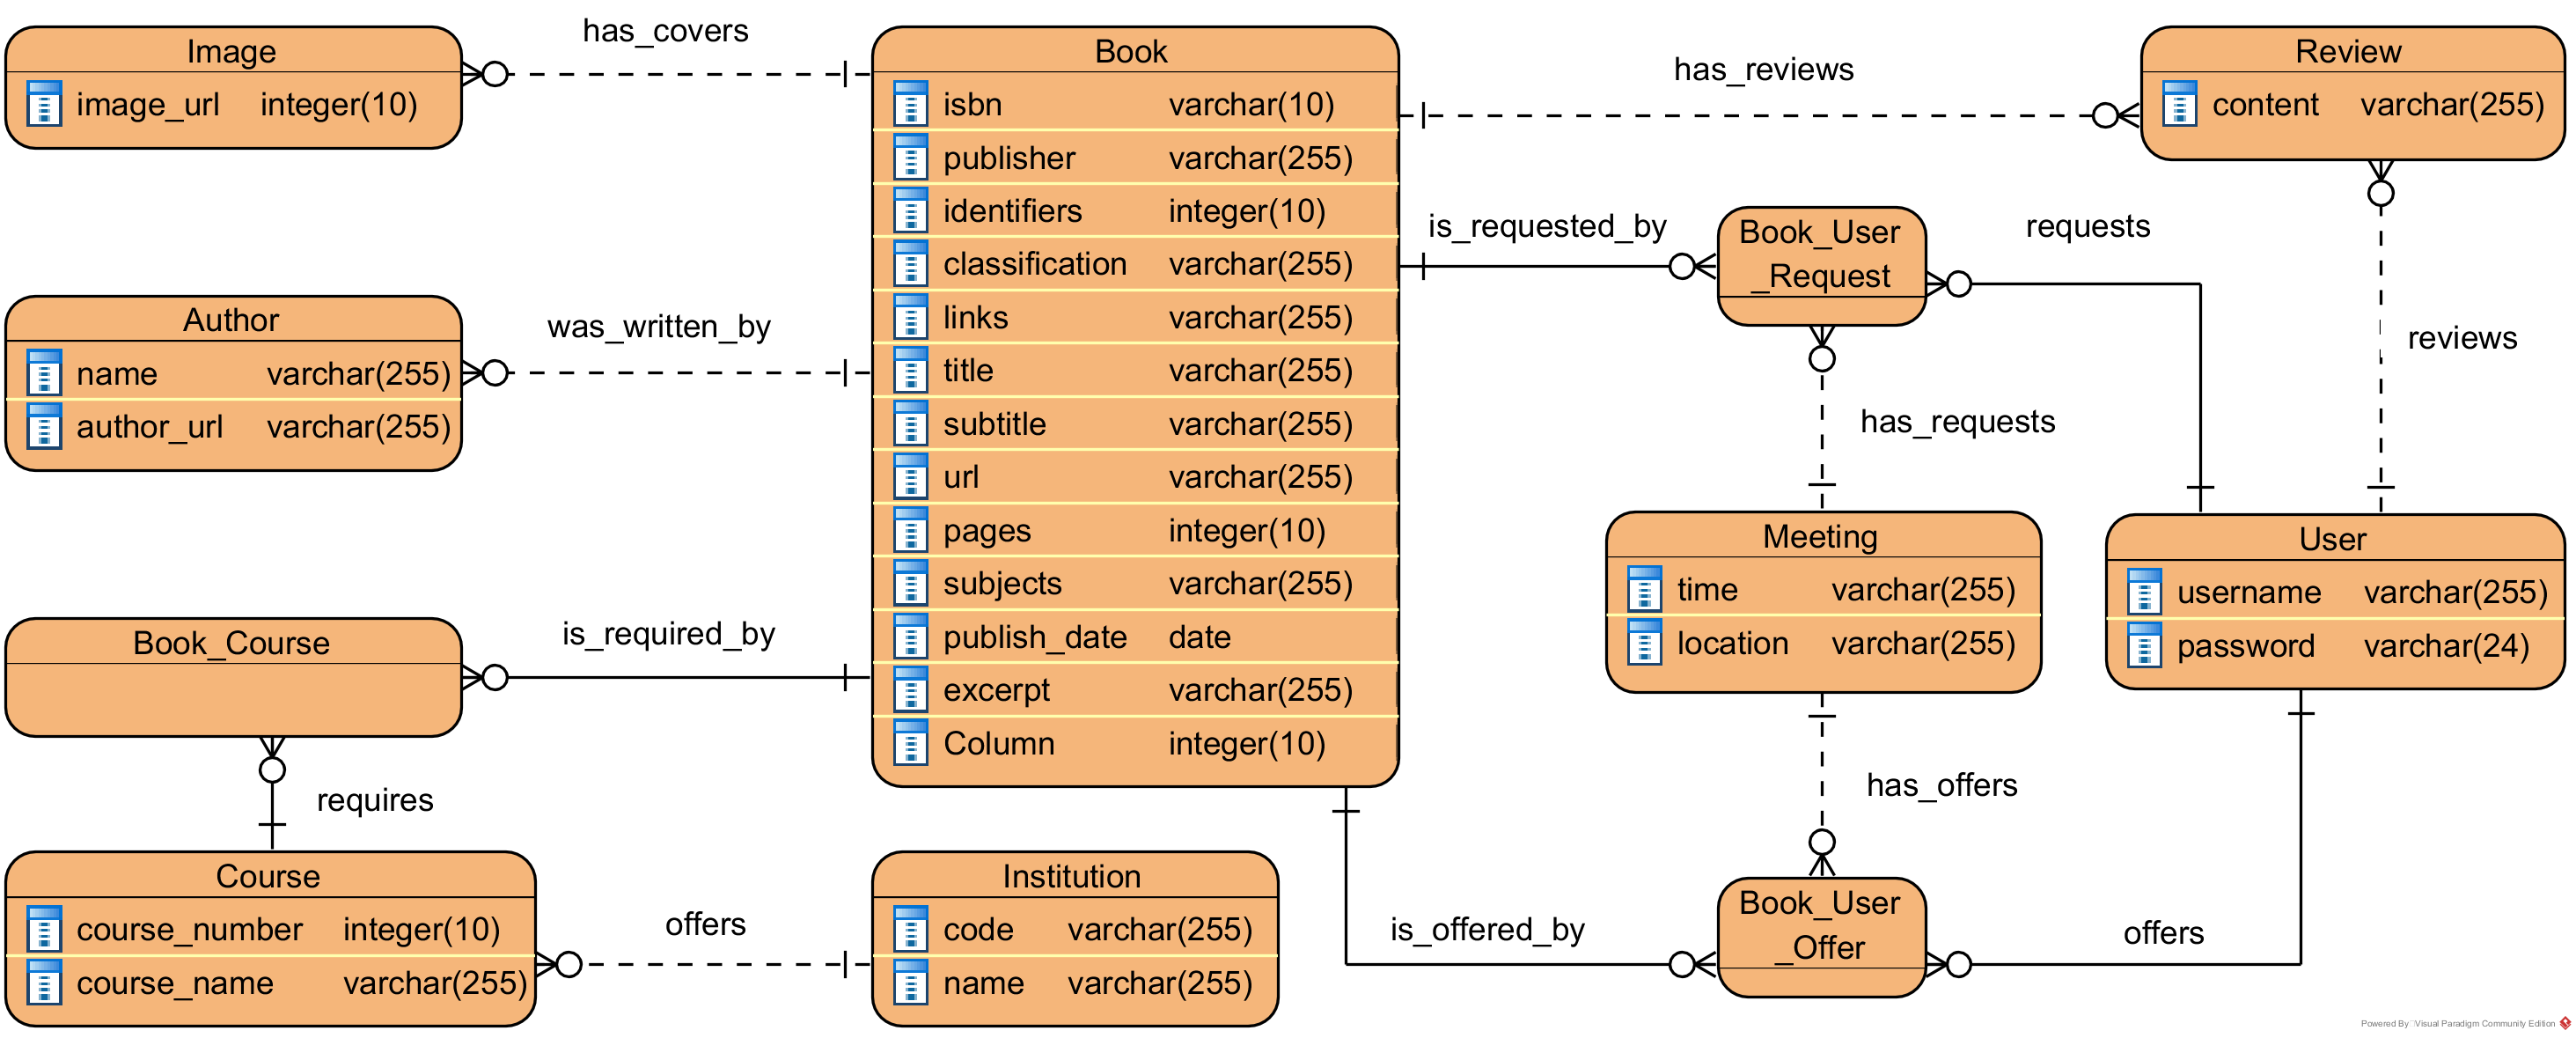 Image
image_url integer(10)
has_covers
Author
name varchar(255)
author_url varchar(255)
was_written_by
Book_Course
is_required_by
requires
Course
course_number integer(10)
course_name varchar(255)
offers
Institution
code varchar(255)
name varchar(255)
Book
isbn varchar(10)
publisher varchar(255)
identifiers integer(10)
classification varchar(255)
links varchar(255)
title varchar(255)
subtitle varchar(255)
url varchar(255)
pages integer(10)
subjects varchar(255)
publish_date date
excerpt varchar(255)
Column integer(10)
has_reviews
Review
content varchar(255)
is_requested_by
Book_User
_Request
requests
reviews
has_requests
Meeting
time varchar(255)
location varchar(255)
User
username varchar(255)
password varchar(24)
has_offers
is_offered_by
Book_User
_Offer
offers
Powered By Visual Paradigm Community Edition